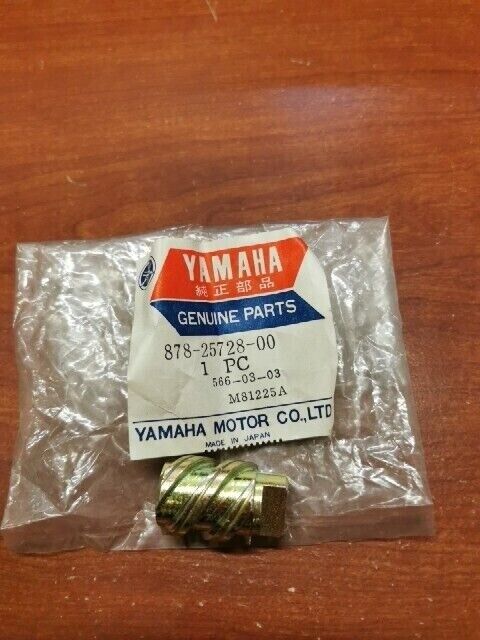 YAMAHA
純正部品
GENUINE PARTS
878-25728-00
1 PC
566-03-03
M81225A
YAMAHA MOTOR CO.,LTD
MADE IN JAPAN